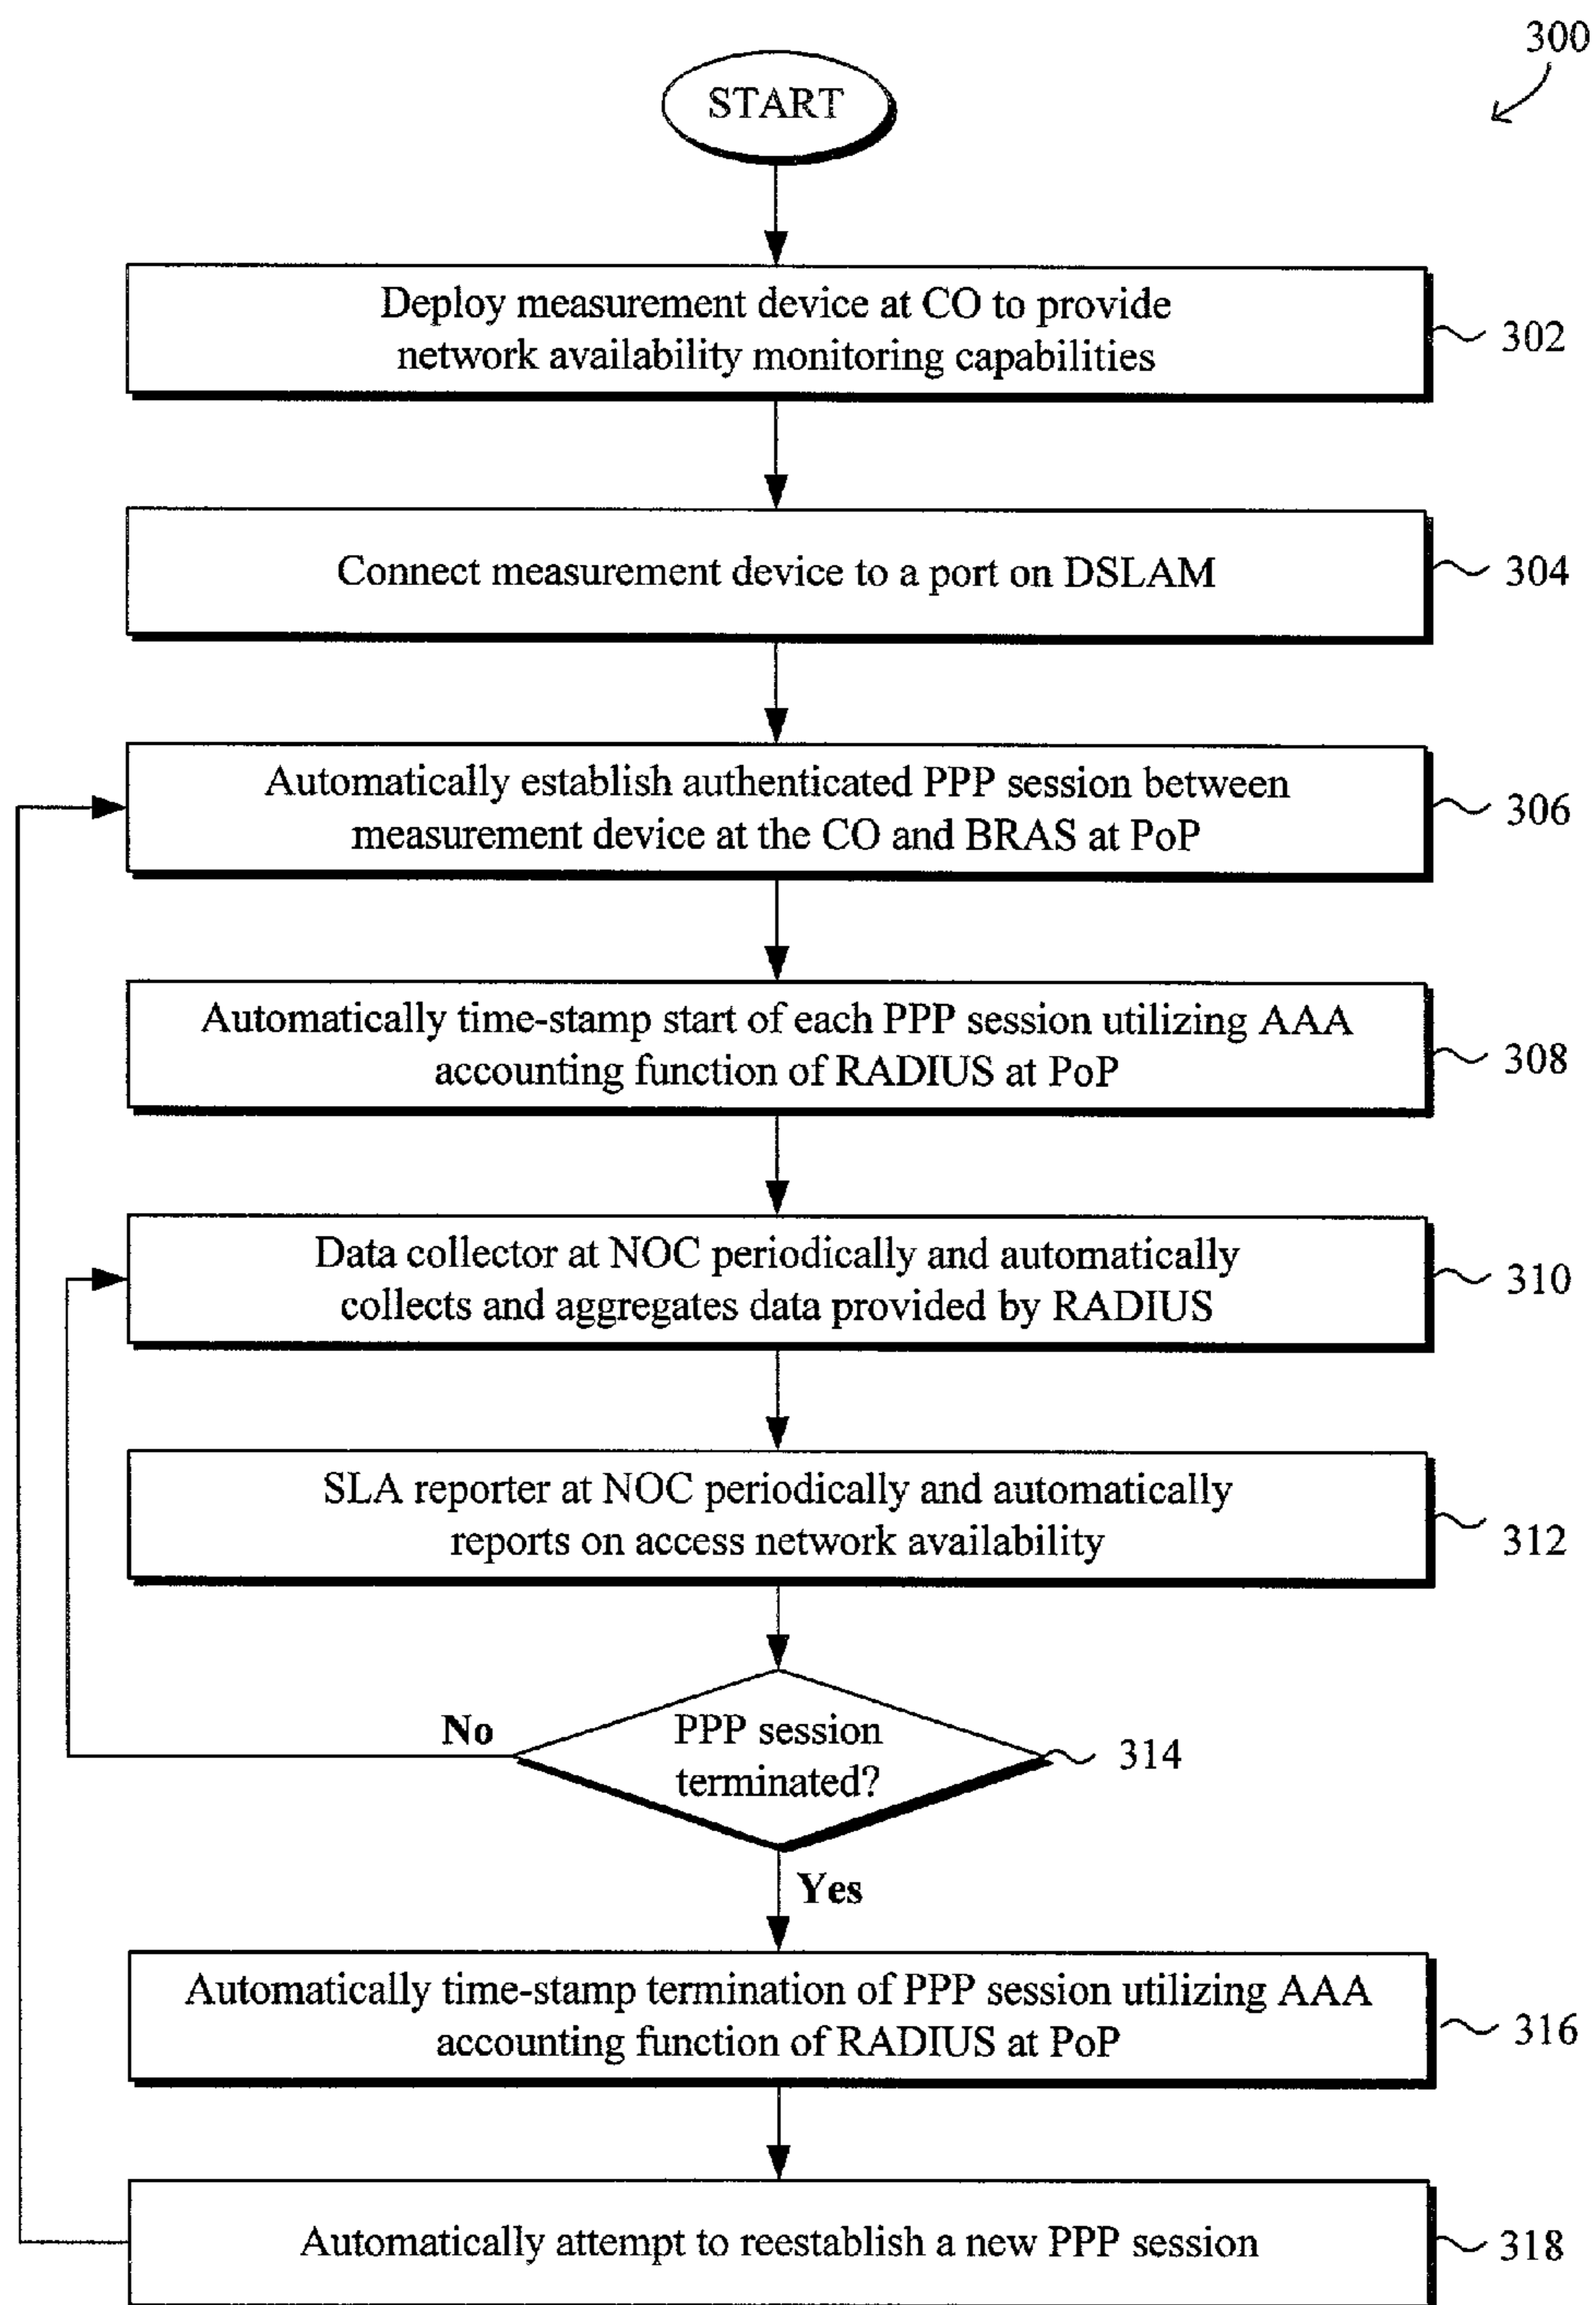 300
START
Deploy measurement device at CO to provide
network availability monitoring capabilities
302
Connect measurement device to a port on DSLAM
304
Automatically establish authenticated PPP session between
measurement device at the CO and BRAS at PoP
306
Automatically time-stamp start of each PPP session utilizing AAA
accounting function of RADIUS at PoP
308
Data collector at NOC periodically and automatically
collects and aggregates data provided by RADIUS
310
SLA reporter at NOC periodically and automatically
reports on access network availability
312
No
PPP session
terminated?
314
Yes
Automatically time-stamp termination of PPP session utilizing AAA
accounting function of RADIUS at PoP
316
Automatically attempt to reestablish a new PPP session
318